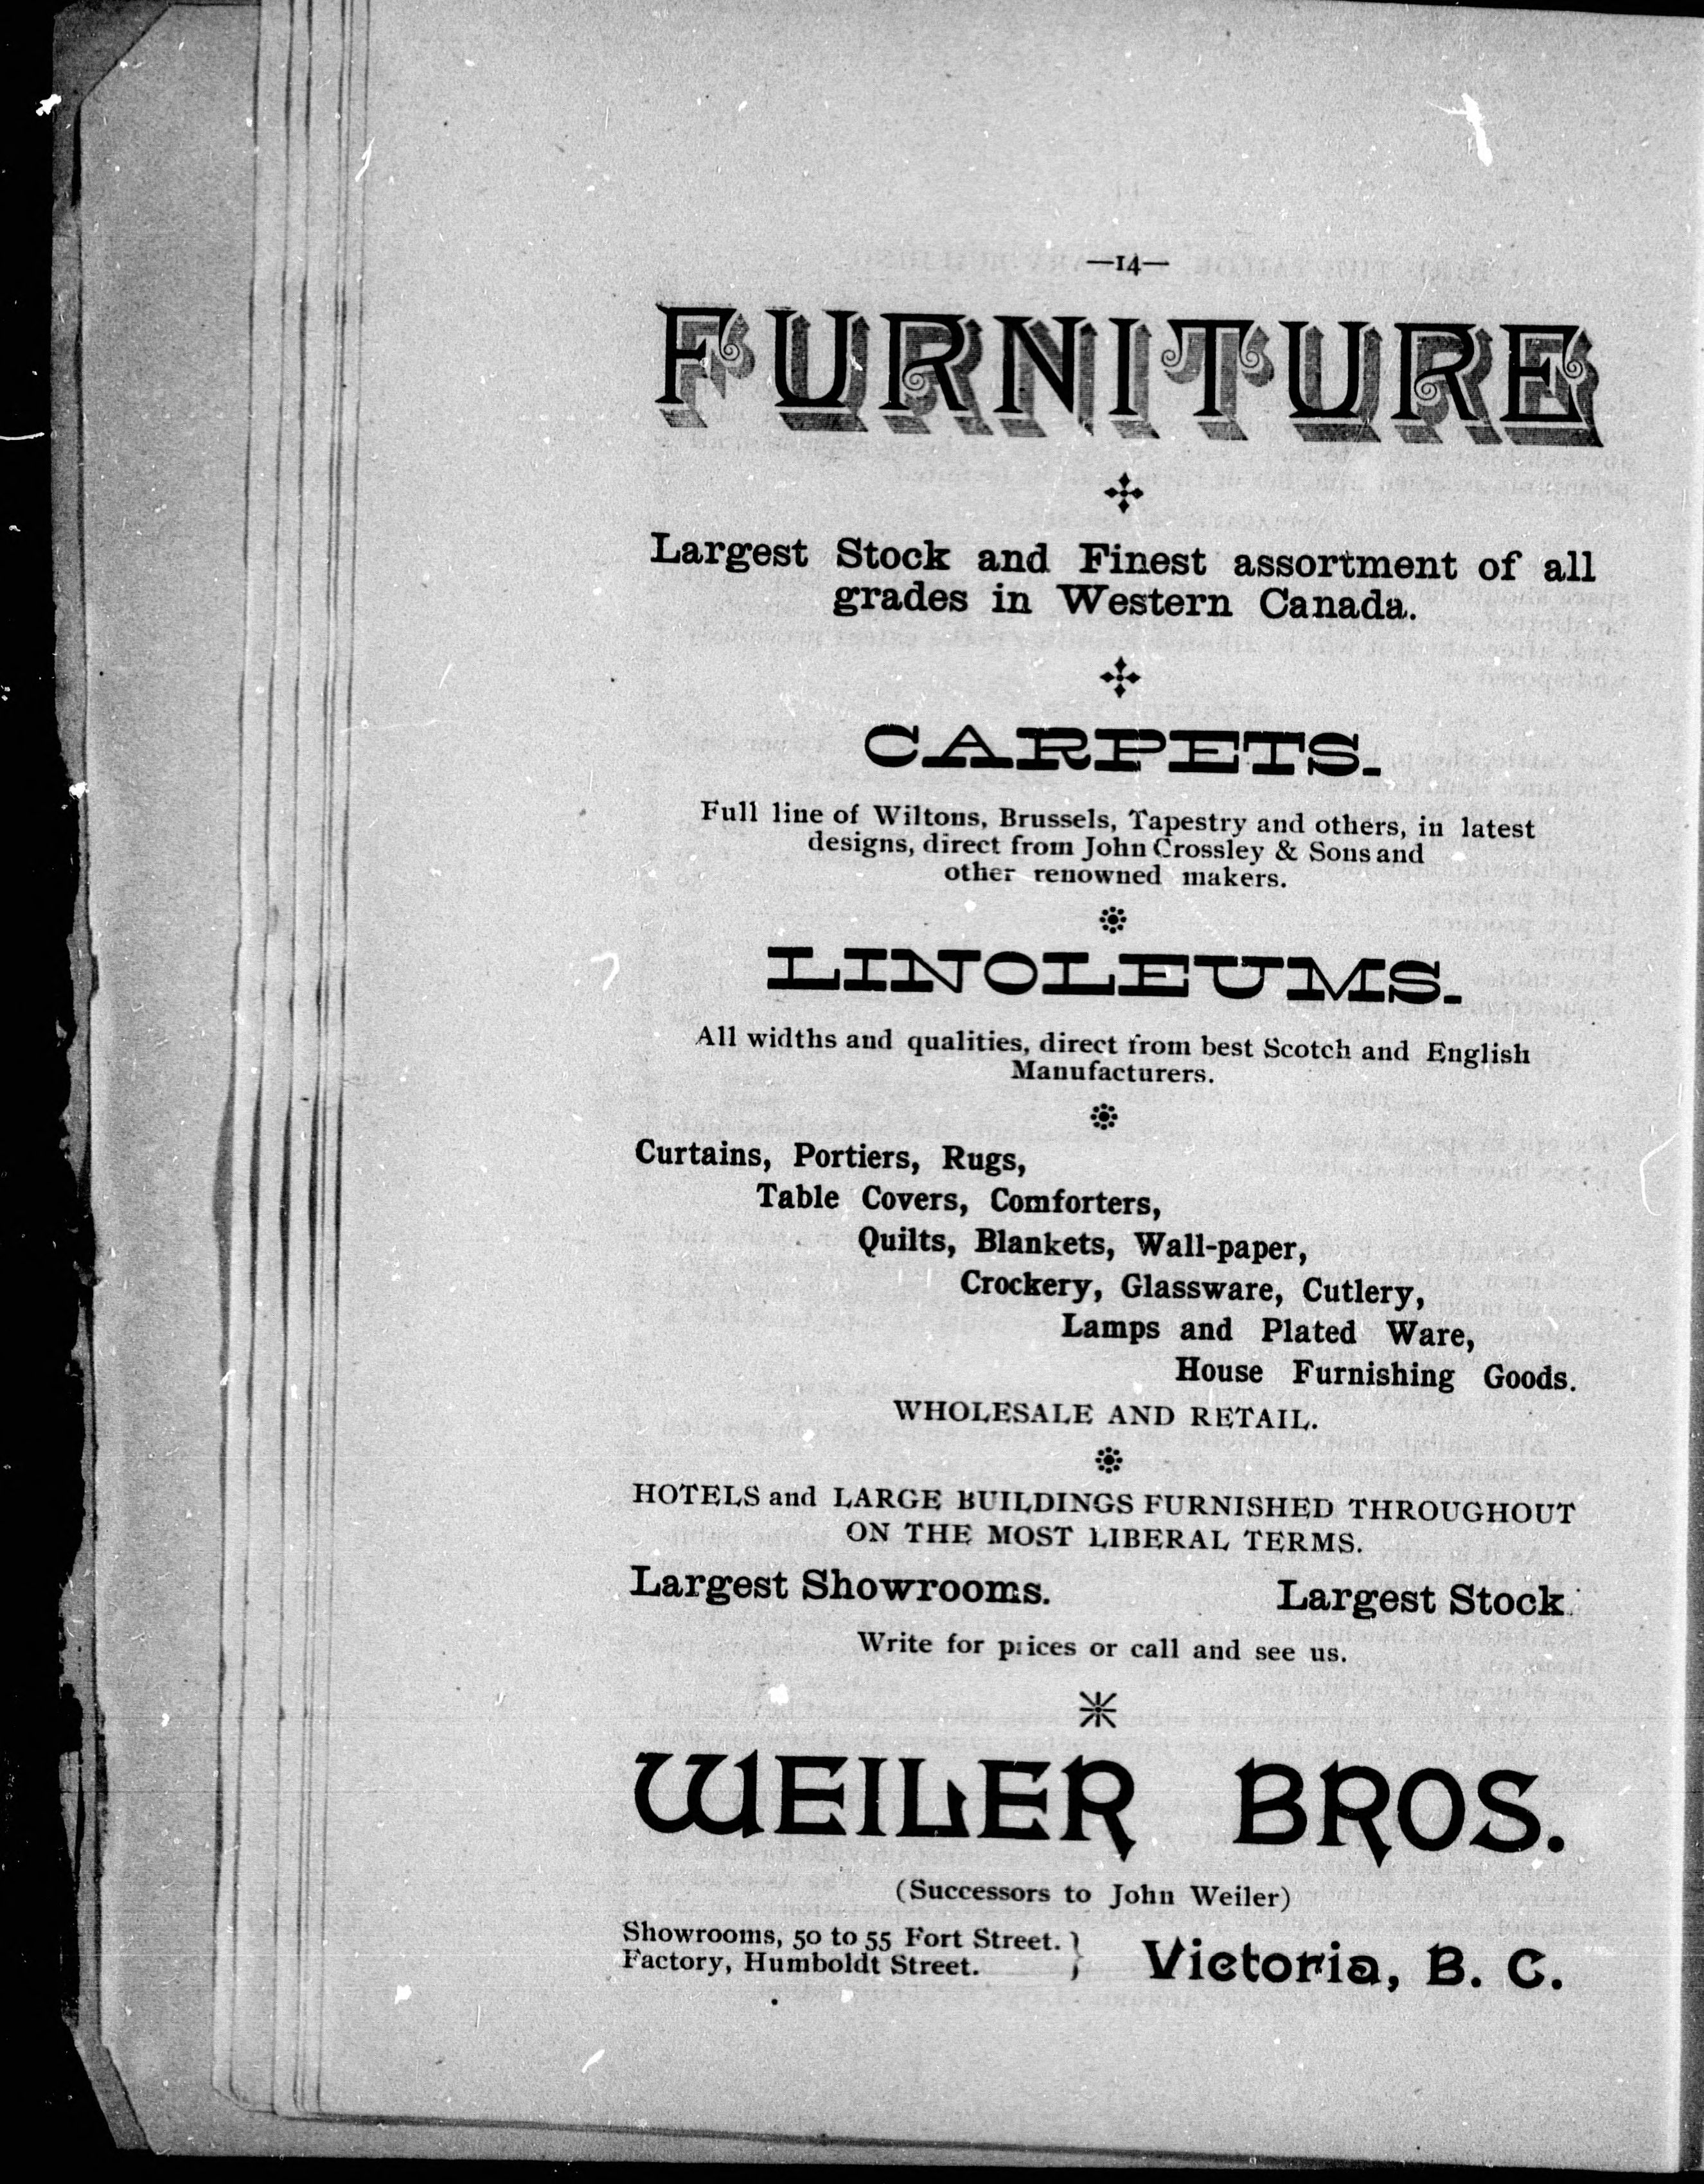 —14—
FURNITURE
Largest Stock and Finest assortment of all
grades in Western Canada.
CARPETS.
Full line of Wiltons, Brussels, Tapestry and others, in latest
designs, direct from John Crossley & Sons and
other renowned makers.
LINOLEUMS.
All widths and qualities, direct from best Scotch and English
Manufacturers.
Curtains, Portiers, Rugs,
Table Covers, Comforters,
Quilts, Blankets, Wall-paper,
Crockery, Glassware, Cutlery,
Lamps and Plated Ware,
House Furnishing Goods.
WHOLESALE AND RETAIL.
HOTELS and LARGE BUILDINGS FURNISHED THROUGHOUT
ON THE MOST LIBERAL TERMS.
Largest Showrooms. Largest Stock
Write for prices or call and see us.
WEILER BROS.
(Successors to John Weiler)
Showrooms, 50 to 55 Fort Street.
Factory, Humboldt Street.
} Victoria, B. C.